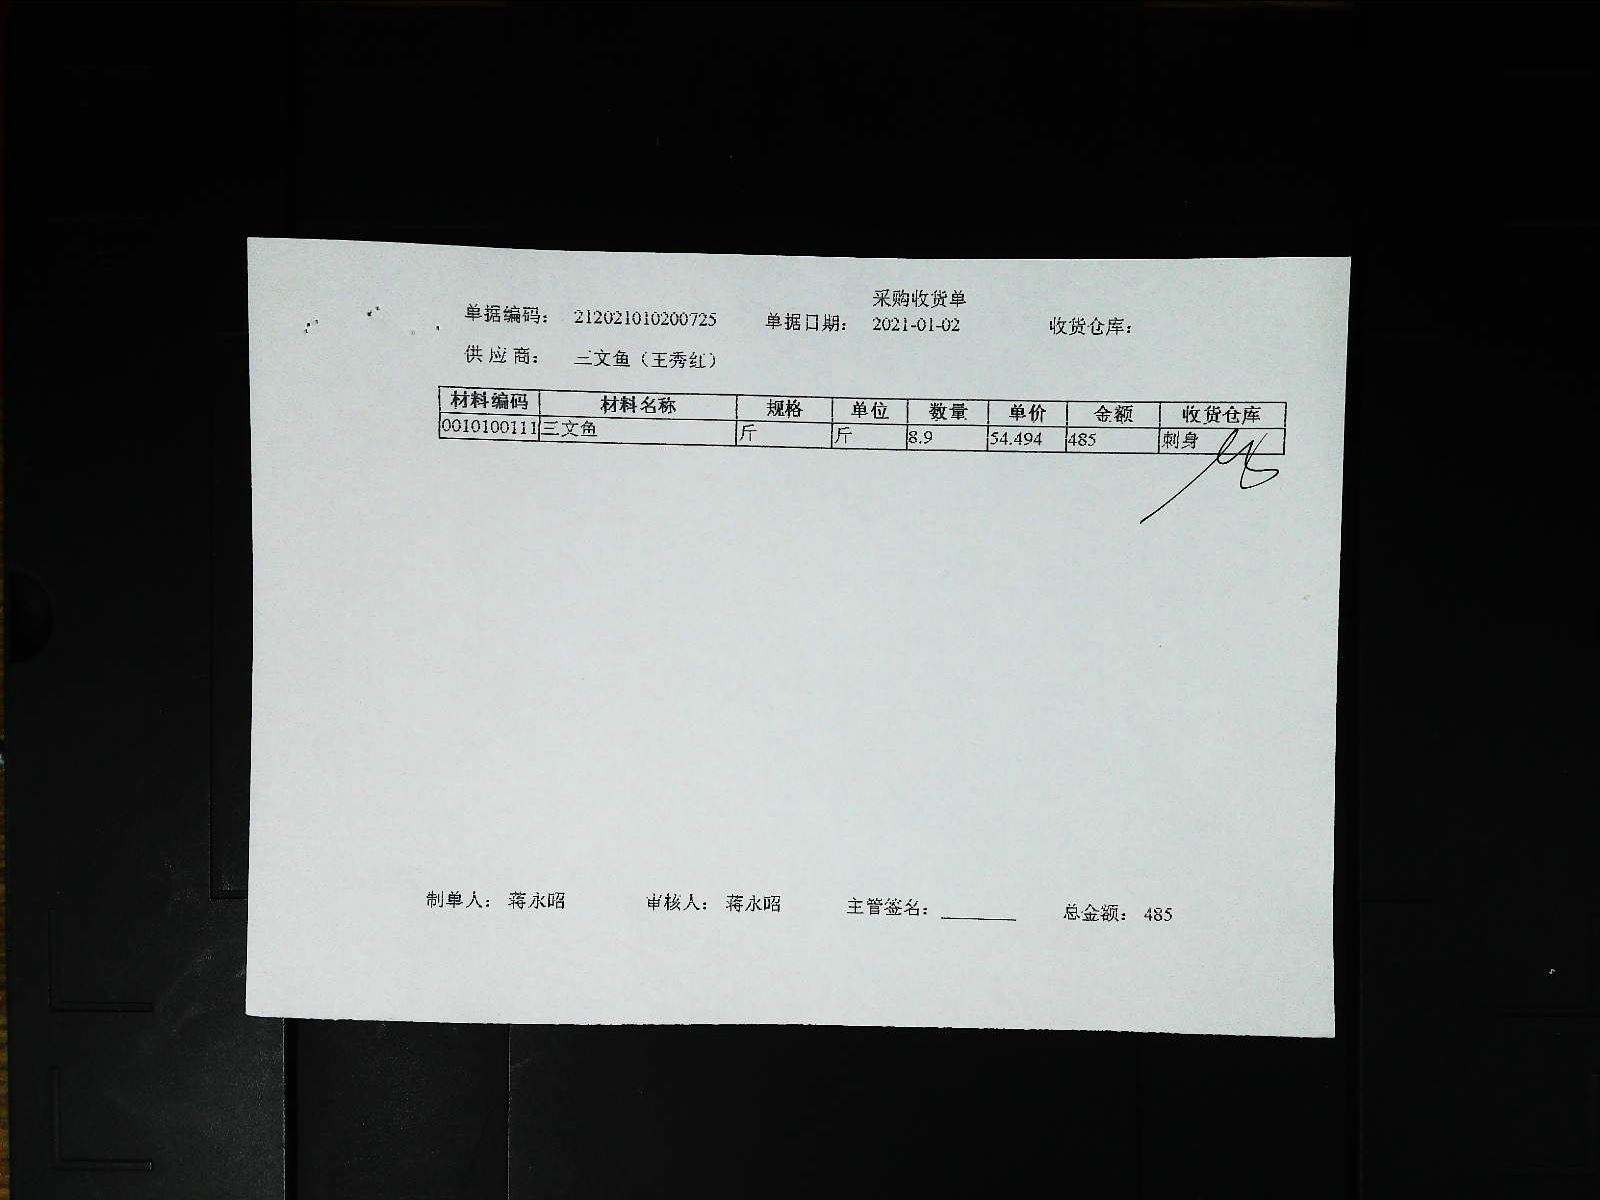 采购收货单
单据编码： 212021010200725 单据日期： 2021-01-02 收货仓库：
供 应 商： 三文鱼（王秀红）
材料编码 材料名称 规格 单位 数量 单价 金额 收货仓库
0010100111 三文鱼 斤 斤 8.9 54.494 485 刺身
制单人： 蒋永昭 审核人： 蒋永昭 主管签名：______ 总金额： 485